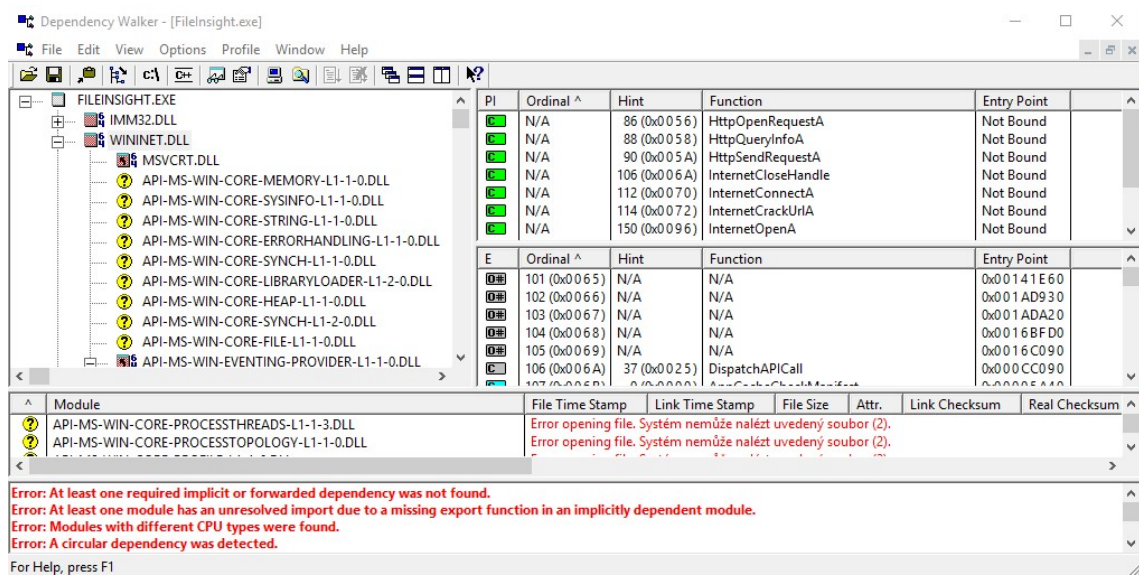 Dependency Walker - [FileInsight.exe]
File Edit View Options Profile Window Help
C:\ C++
FILEINSIGHT.EXE
IMM32.DLL
WININET.DLL
MSVCRT.DLL
API-MS-WIN-CORE-MEMORY-L1-1-0.DLL
API-MS-WIN-CORE-SYSINFO-L1-1-0.DLL
API-MS-WIN-CORE-STRING-L1-1-0.DLL
API-MS-WIN-CORE-ERRORHANDLING-L1-1-0.DLL
API-MS-WIN-CORE-SYNCH-L1-1-0.DLL
API-MS-WIN-CORE-LIBRARYLOADER-L1-2-0.DLL
API-MS-WIN-CORE-HEAP-L1-1-0.DLL
API-MS-WIN-CORE-SYNCH-L1-2-0.DLL
API-MS-WIN-CORE-FILE-L1-1-0.DLL
API-MS-WIN-EVENTING-PROVIDER-L1-1-0.DLL
PI Ordinal ^ Hint Function Entry Point
C N/A 86 (0x0056) HttpOpenRequestA Not Bound
C N/A 88 (0x0058) HttpQueryInfoA Not Bound
C N/A 90 (0x005A) HttpSendRequestA Not Bound
C N/A 106 (0x006A) InternetCloseHandle Not Bound
C N/A 112 (0x0070) InternetConnectA Not Bound
C N/A 114 (0x0072) InternetCrackUrlA Not Bound
C N/A 150 (0x0096) InternetOpenA Not Bound
E Ordinal ^ Hint Function Entry Point
O# 101 (0x0065) N/A N/A 0x00141E60
O# 102 (0x0066) N/A N/A 0x001AD930
O# 103 (0x0067) N/A N/A 0x001ADA20
O# 104 (0x0068) N/A N/A 0x0016BFD0
O# 105 (0x0069) N/A N/A 0x0016C090
C 106 (0x006A) 37 (0x0025) DispatchAPICall 0x000CC090
^ Module File Time Stamp Link Time Stamp File Size Attr. Link Checksum Real Checksum
API-MS-WIN-CORE-PROCESSTHREADS-L1-1-3.DLL Error opening file. Systém nemůže nalézt uvedený soubor (2).
API-MS-WIN-CORE-PROCESSTOPOLOGY-L1-1-0.DLL Error opening file. Systém nemůže nalézt uvedený soubor (2).
Error: At least one required implicit or forwarded dependency was not found.
Error: At least one module has an unresolved import due to a missing export function in an implicitly dependent module.
Error: Modules with different CPU types were found.
Error: A circular dependency was detected.
For Help, press F1